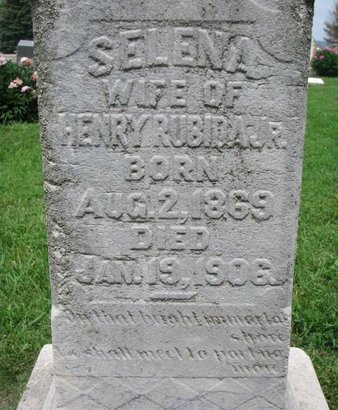 SELENA
WIFE OF
HENRY RUBIDA JR.
BORN
AUG. 2, 1869
DIED
JAN. 19, 1906.
On that bright immortal
shore
We shall meet to part no
more